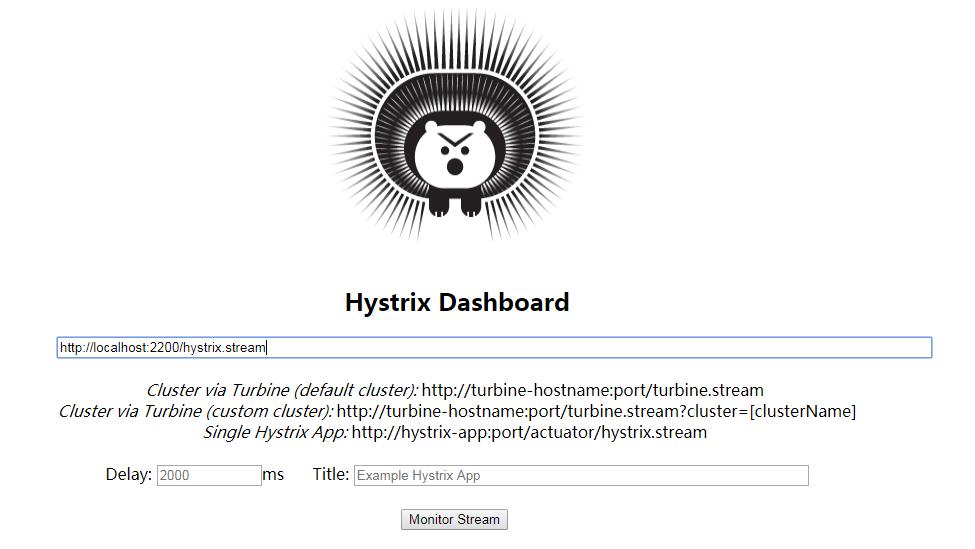 Hystrix Dashboard
http://localhost:2200/hystrix.stream
Cluster via Turbine (default cluster): http://turbine-hostname:port/turbine.stream
Cluster via Turbine (custom cluster): http://turbine-hostname:port/turbine.stream?cluster=[clusterName]
Single Hystrix App: http://hystrix-app:port/actuator/hystrix.stream
Delay: 2000 ms Title: Example Hystrix App
Monitor Stream